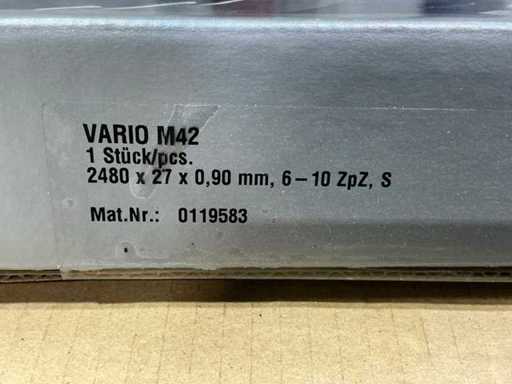 VARIO M42
1 Stück/pcs.
2480 x 27 x 0,90 mm, 6–10 ZpZ, S
Mat.Nr.: 0119583